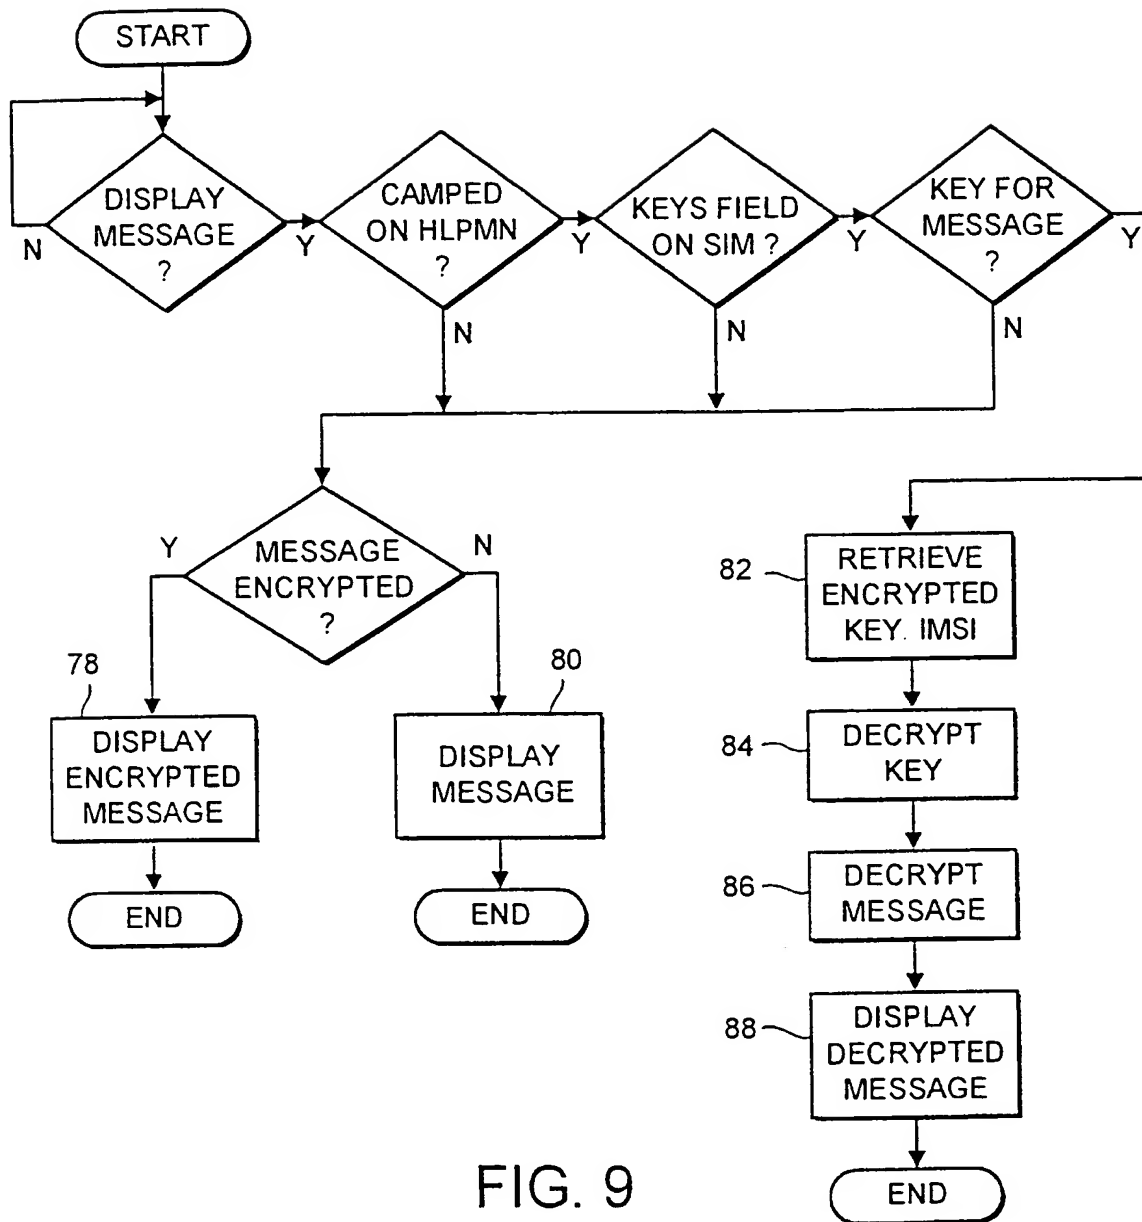 START
DISPLAY
MESSAGE
?
N
Y
CAMPED
ON HLPMN
?
Y
N
KEYS FIELD
ON SIM ?
Y
N
KEY FOR
MESSAGE
?
Y
N
MESSAGE
ENCRYPTED
?
Y
N
78
DISPLAY
ENCRYPTED
MESSAGE
END
80
DISPLAY
MESSAGE
END
82
RETRIEVE
ENCRYPTED
KEY. IMSI
84
DECRYPT
KEY
86
DECRYPT
MESSAGE
88
DISPLAY
DECRYPTED
MESSAGE
END
FIG. 9